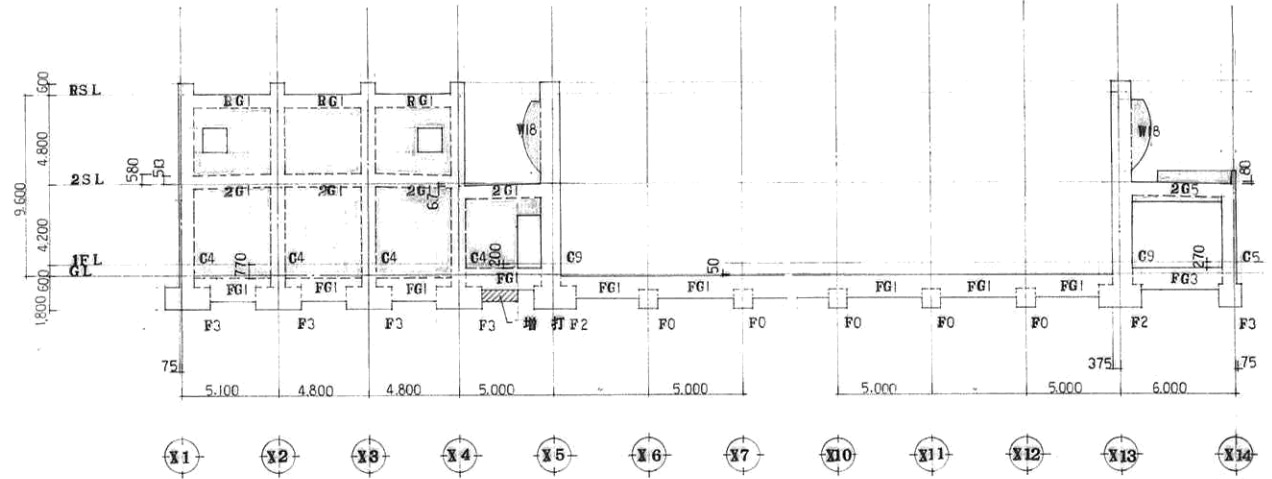 600
RSL
RG1 RG1 RG1
4.800
W18 W18
580
513
2SL
2G1 2G1 2G1 2G1 2G5
80
9.600
67
4.200
1FL
GL
C4 C4 C4 C4 C9 C9 C5
770 200 50 270
600
FG1 FG1 FG1 FG1 FG1 FG1 FG1 FG1 FG3
1,800
F3 F3 F3 F3 増打 F2 F0 F0 F0 F0 F0 F2 F3
75 375 75
5.100 4.800 4.800 5.000 5.000 5.000 5.000 6.000
X1 X2 X3 X4 X5 X6 X7 X10 X11 X12 X13 X14